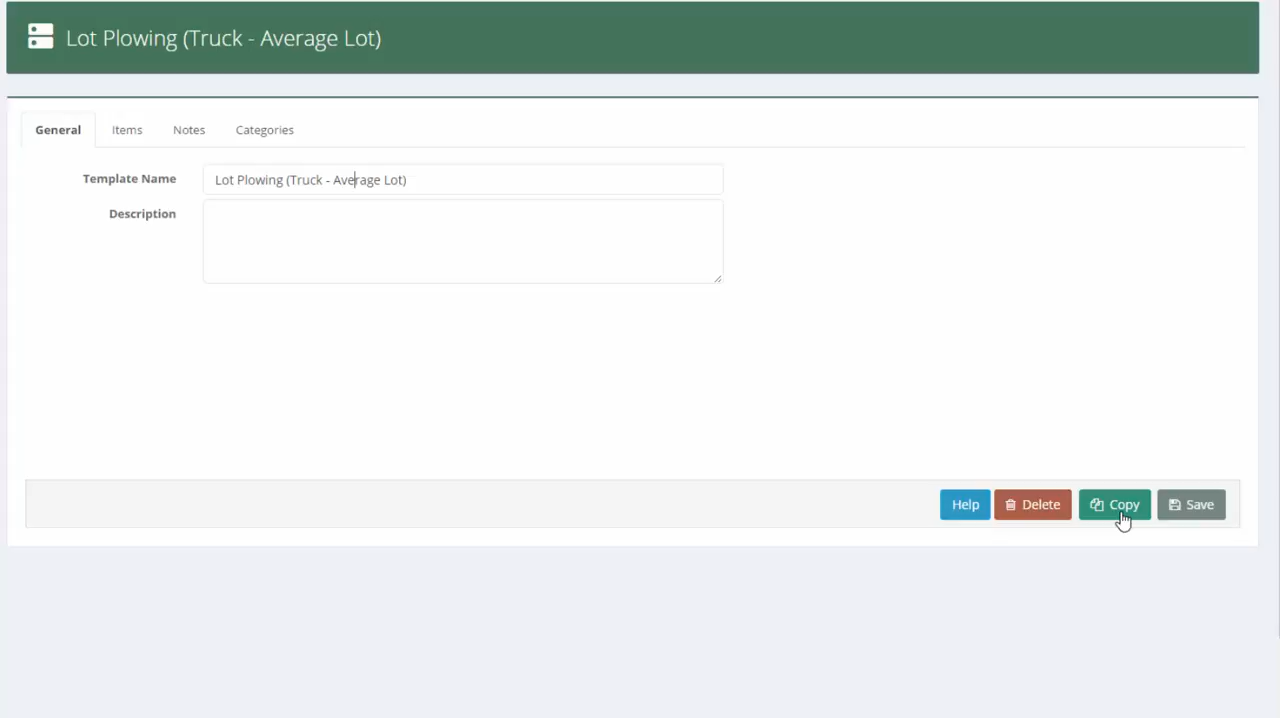 Lot Plowing (Truck - Average Lot)
General Items Notes Categories
Template Name Lot Plowing (Truck - Average Lot)
Description
Help Delete Copy Save